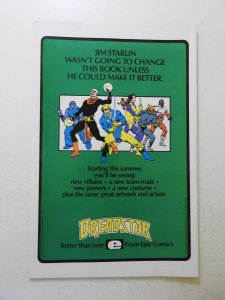 JIM STARLIN
WASN'T GOING TO CHANGE
THIS BOOK UNLESS
HE COULD MAKE IT BETTER.
Starting this summer,
you'll be seeing:
new villains • a new team-mate •
new powers • a new costume •
plus the same great artwork and action
DREADSTAR
Better than ever e From Epic Comics